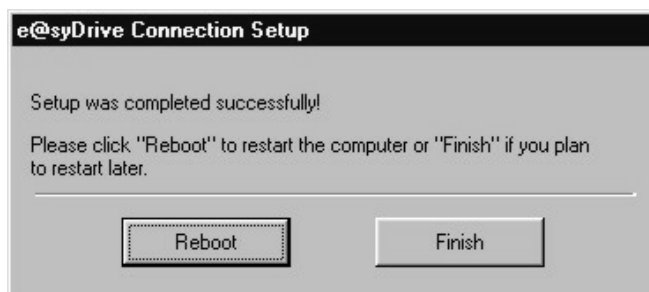 e@syDrive Connection Setup
Setup was completed successfully!
Please click "Reboot" to restart the computer or "Finish" if you plan
to restart later.
Reboot
Finish